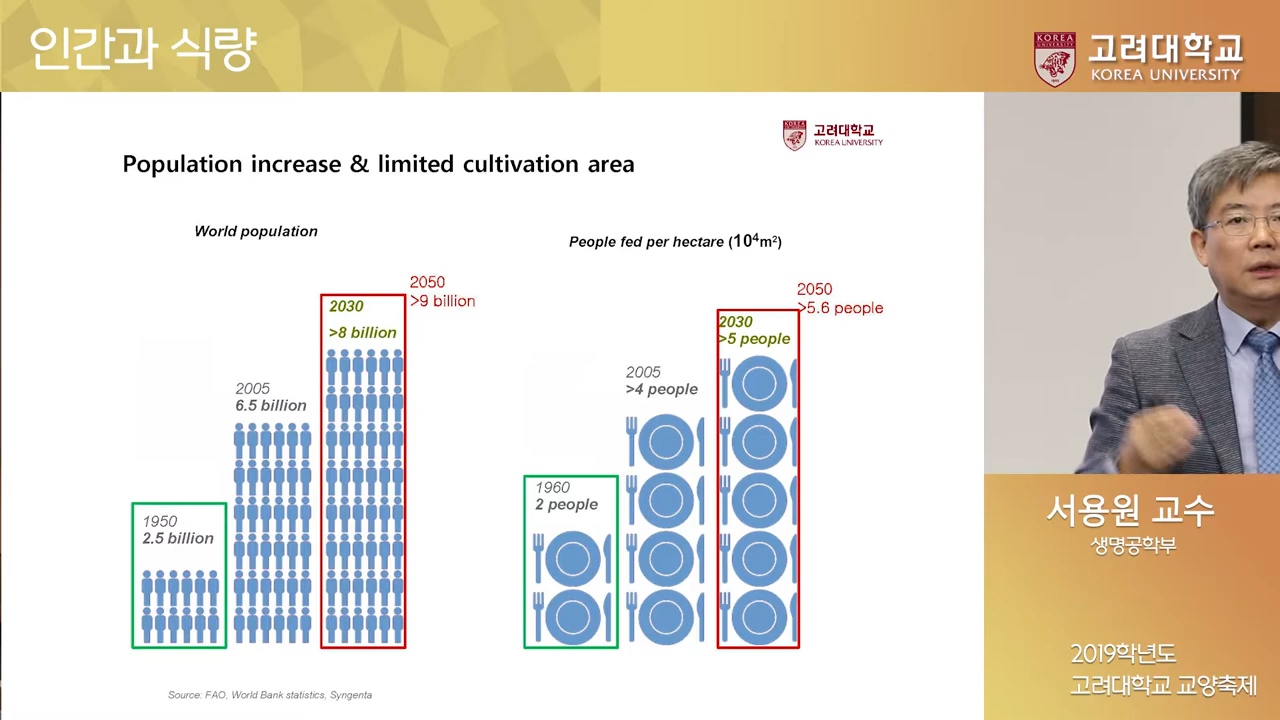 인간과 식량
KOREA
UNIVERSITY
고려대학교
KOREA UNIVERSITY
KOREA
UNIVERSITY
고려대학교
KOREA UNIVERSITY
Population increase & limited cultivation area
World population
People fed per hectare (10⁴m²)
2050
>9 billion
2030
>8 billion
2005
6.5 billion
1950
2.5 billion
2050
>5.6 people
2030
>5 people
2005
>4 people
1960
2 people
Source: FAO, World Bank statistics, Syngenta
서용원 교수
생명공학부
2019학년도
고려대학교 교양축제